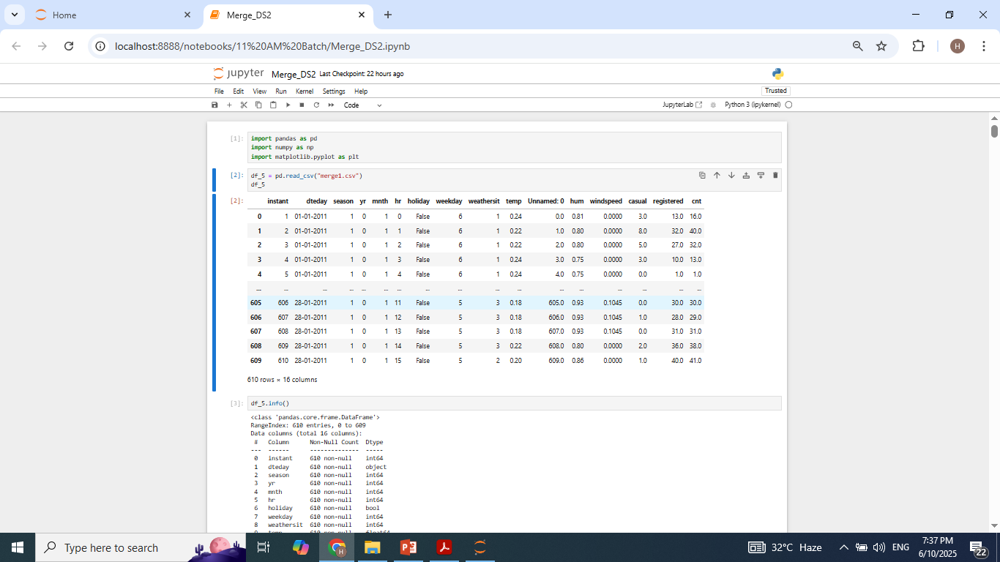 Home
Merge_DS2
localhost:8888/notebooks/11%20AM%20Batch/Merge_DS2.ipynb
H
jupyter Merge_DS2 Last Checkpoint: 22 hours ago
File Edit View Run Kernel Settings Help
Trusted
Code
JupyterLab
Python 3 (ipykernel)
[1]: import pandas as pd
import numpy as np
import matplotlib.pyplot as plt
[2]: df_5 = pd.read_csv("merge1.csv")
df_5
[2]: instant dteday season yr mnth hr holiday weekday weathersit temp Unnamed: 0 hum windspeed casual registered cnt
0 1 01-01-2011 1 0 1 0 False 6 1 0.24 0.0 0.81 0.0000 3.0 13.0 16.0
1 2 01-01-2011 1 0 1 1 False 6 1 0.22 1.0 0.80 0.0000 8.0 32.0 40.0
2 3 01-01-2011 1 0 1 2 False 6 1 0.22 2.0 0.80 0.0000 5.0 27.0 32.0
3 4 01-01-2011 1 0 1 3 False 6 1 0.24 3.0 0.75 0.0000 3.0 10.0 13.0
4 5 01-01-2011 1 0 1 4 False 6 1 0.24 4.0 0.75 0.0000 0.0 1.0 1.0
... ... ... ... ... ... ... ... ... ... ... ... ... ... ... ... ...
605 606 28-01-2011 1 0 1 11 False 5 3 0.18 605.0 0.93 0.1045 0.0 30.0 30.0
606 607 28-01-2011 1 0 1 12 False 5 3 0.18 606.0 0.93 0.1045 1.0 28.0 29.0
607 608 28-01-2011 1 0 1 13 False 5 3 0.18 607.0 0.93 0.1045 0.0 31.0 31.0
608 609 28-01-2011 1 0 1 14 False 5 3 0.22 608.0 0.80 0.0000 2.0 36.0 38.0
609 610 28-01-2011 1 0 1 15 False 5 2 0.20 609.0 0.86 0.0000 1.0 40.0 41.0
610 rows × 16 columns
[3]: df_5.info()
<class 'pandas.core.frame.DataFrame'>
RangeIndex: 610 entries, 0 to 609
Data columns (total 16 columns):
# Column Non-Null Count Dtype
--- ------ -------------- -----
0 instant 610 non-null int64
1 dteday 610 non-null object
2 season 610 non-null int64
3 yr 610 non-null int64
4 mnth 610 non-null int64
5 hr 610 non-null int64
6 holiday 610 non-null bool
7 weekday 610 non-null int64
8 weathersit 610 non-null int64
Type here to search
H
32°C Haze
ENG
7:37 PM
6/10/2025
22